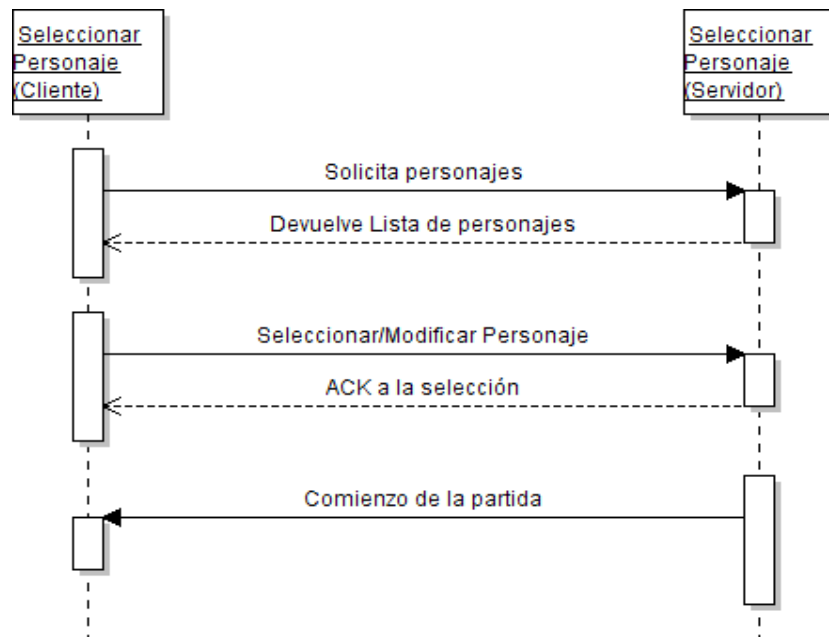 Seleccionar
Personaje
(Cliente)
Seleccionar
Personaje
(Servidor)
Solicita personajes
Devuelve Lista de personajes
Seleccionar/Modificar Personaje
ACK a la selección
Comienzo de la partida